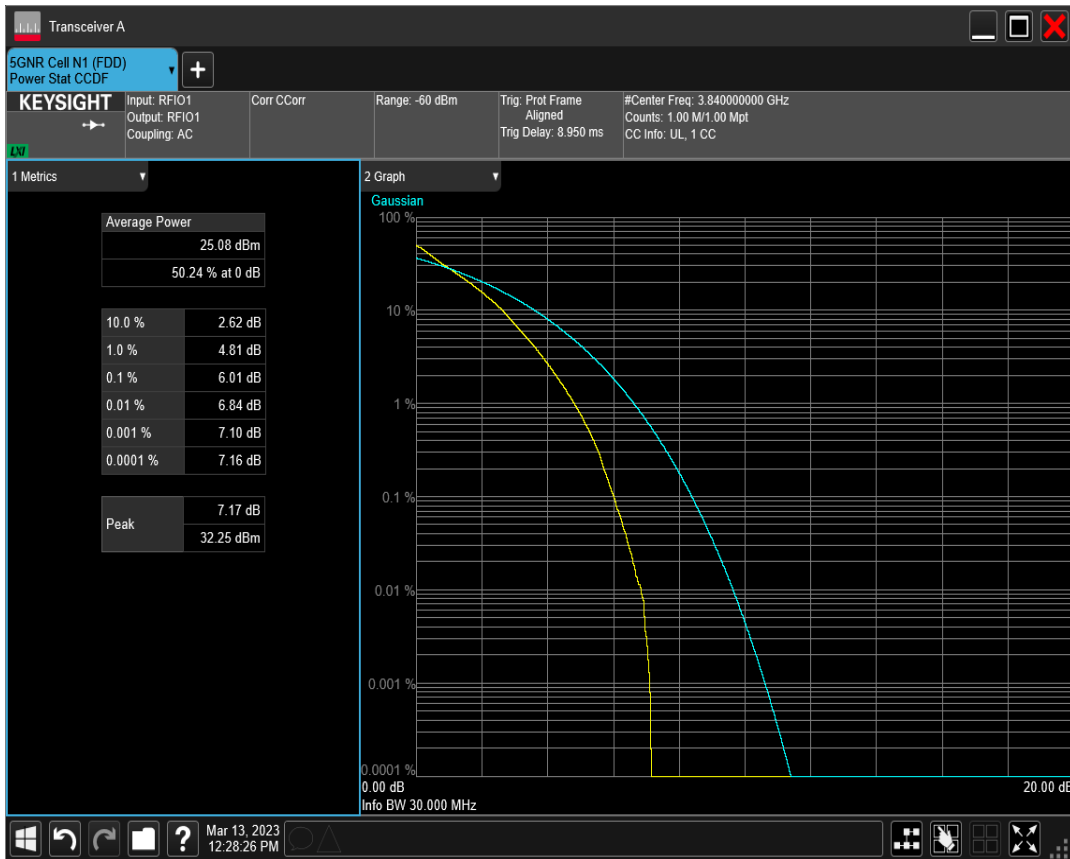 Transceiver A
5GNR Cell N1 (FDD)
Power Stat CCDF
KEYSIGHT
LXI
Input: RFIO1
Output: RFIO1
Coupling: AC
Corr CCorr
Range: -60 dBm
Trig: Prot Frame
Aligned
Trig Delay: 8.950 ms
#Center Freq: 3.840000000 GHz
Counts: 1.00 M/1.00 Mpt
CC Info: UL, 1 CC
1 Metrics
Average Power
25.08 dBm
50.24 % at 0 dB
10.0 % 2.62 dB
1.0 % 4.81 dB
0.1 % 6.01 dB
0.01 % 6.84 dB
0.001 % 7.10 dB
0.0001 % 7.16 dB
Peak 7.17 dB
32.25 dBm
2 Graph
Gaussian
100 %
10 %
1 %
0.1 %
0.01 %
0.001 %
0.0001 %
0.00 dB 20.00 dB
Info BW 30.000 MHz
?
Mar 13, 2023
12:28:26 PM